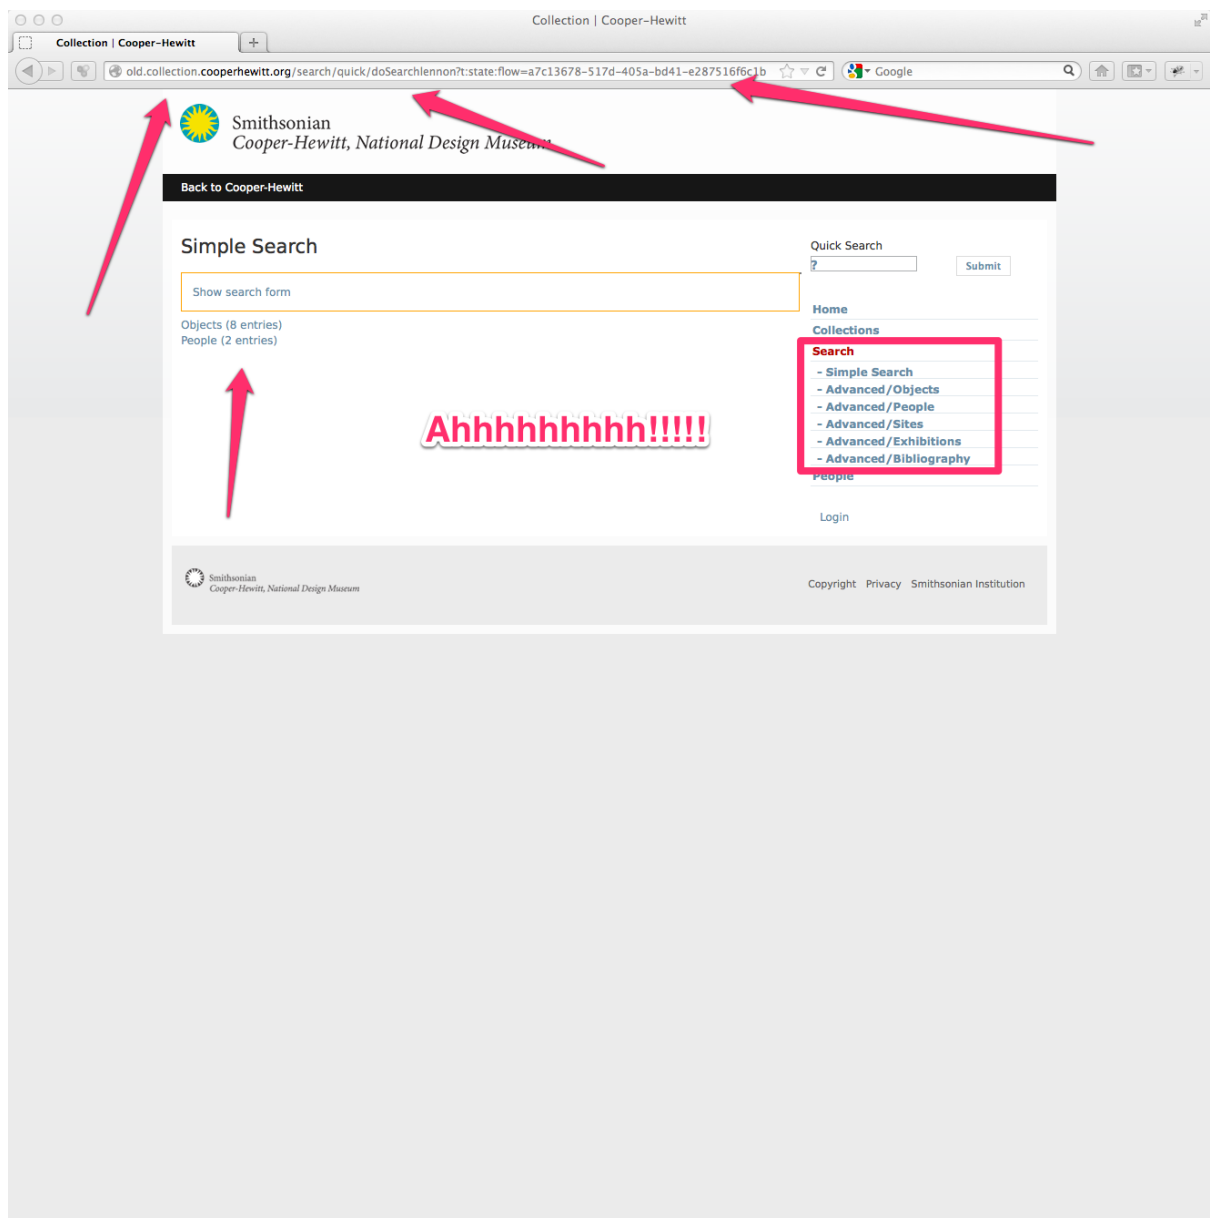 Collection | Cooper-Hewitt
Collection | Cooper-Hewitt +
old.collection.cooperhewitt.org/search/quick/doSearchlennon?t:state:flow=a7c13678-517d-405a-bd41-e287516f6c1b Google
Smithsonian
Cooper-Hewitt, National Design Museum
Back to Cooper-Hewitt
Simple Search
Show search form
Objects (8 entries)
People (2 entries)
Ahhhhhhhhhh!!!!!
Quick Search
? Submit
Home
Collections
Search
- Simple Search
- Advanced/Objects
- Advanced/People
- Advanced/Sites
- Advanced/Exhibitions
- Advanced/Bibliography
People
Login
Smithsonian
Cooper-Hewitt, National Design Museum
Copyright Privacy Smithsonian Institution